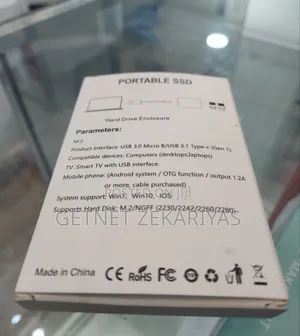 PORTABLE SSD
Hard Drive Enclosure
Parameters:
M.2
Product Interface: USB 3.0 Micro B/USB 3.1 Type-c (Gen 1)
Compatible devices: Computers (desktops,laptops)
TV :Smart TV with USB interface.
Mobile phone: (Android system / OTG function / output 1.2A
or more, cable purchased)
System support: Win7, Win10, iOS.
Supports Hard Disk: M.2/NGFF (2230/2242/2260/2280).
GETNET ZEKARIYAS
Made in China
CE RoHS FC